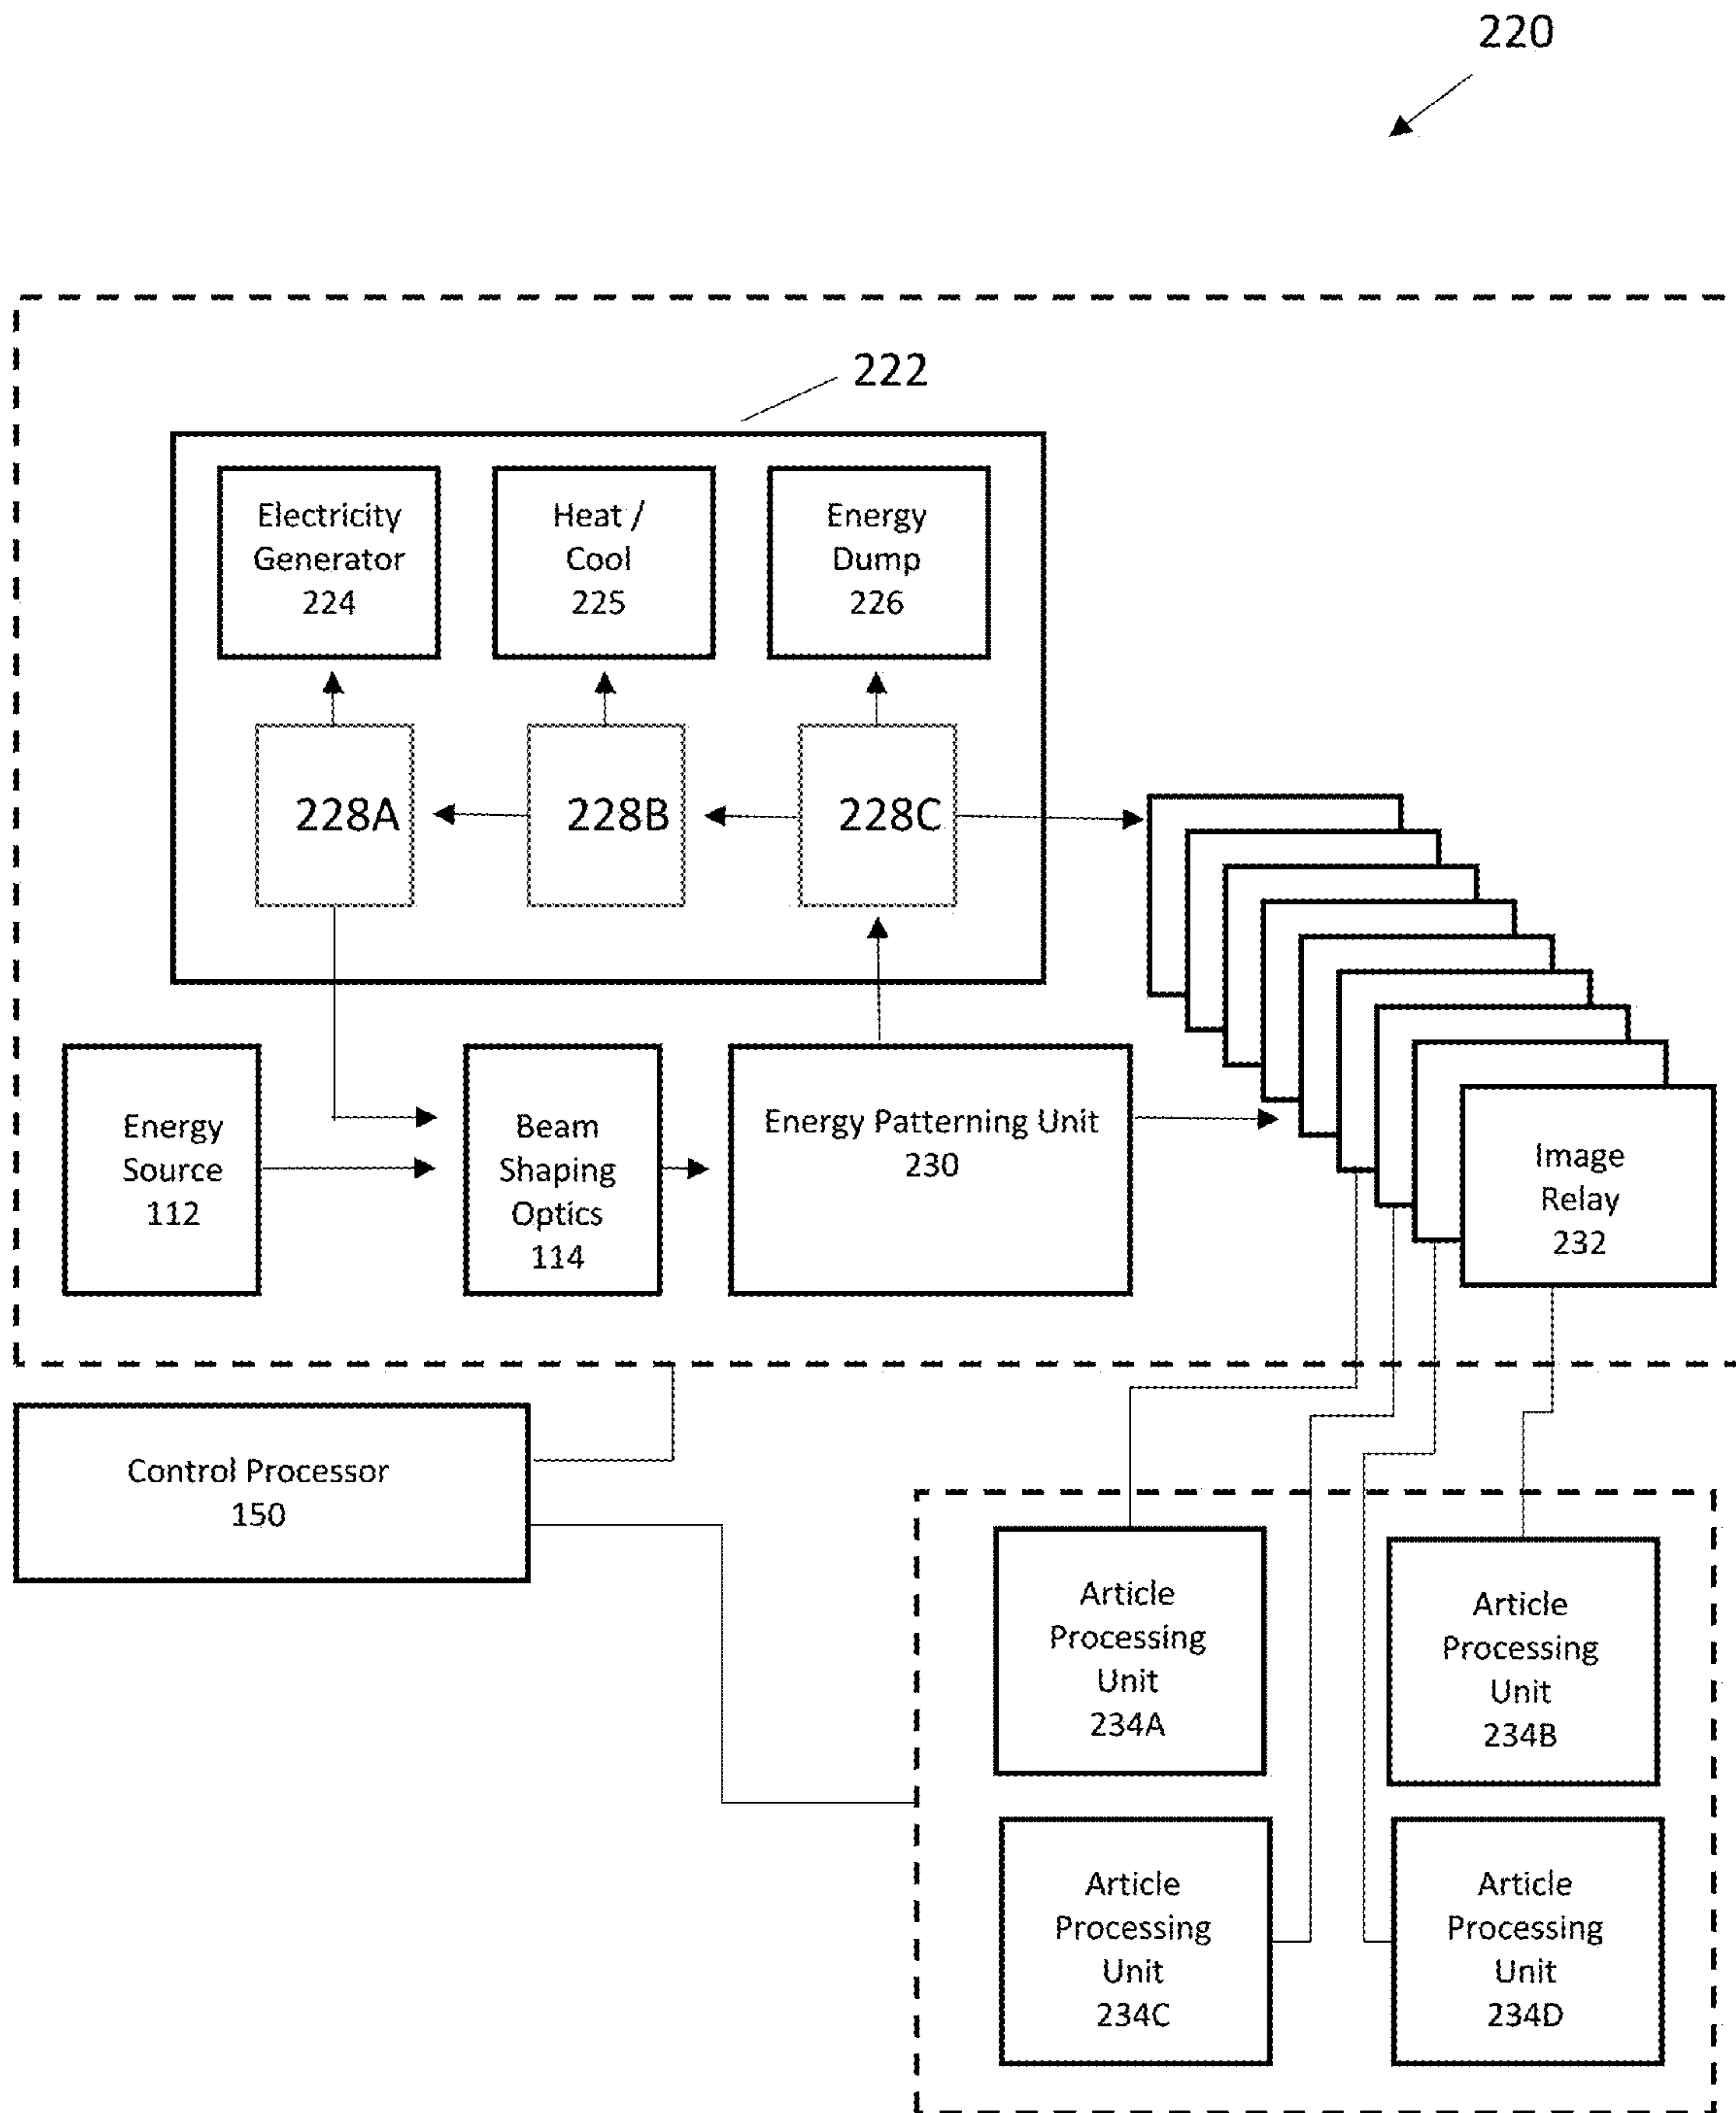 220
222
Electricity
Generator
224
Heat /
Cool
225
Energy
Dump
226
228A
228B
228C
Energy
Source
112
Beam
Shaping
Optics
114
Energy Patterning Unit
230
Image
Relay
232
Control Processor
150
Article
Processing
Unit
234A
Article
Processing
Unit
234B
Article
Processing
Unit
234C
Article
Processing
Unit
234D